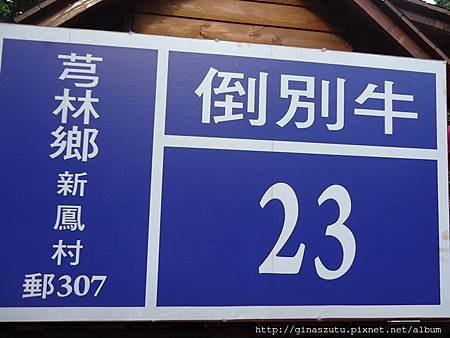 芎林鄉
新鳳村
郵307
倒別牛
23
http://ginaszutu.pixnet.net/album